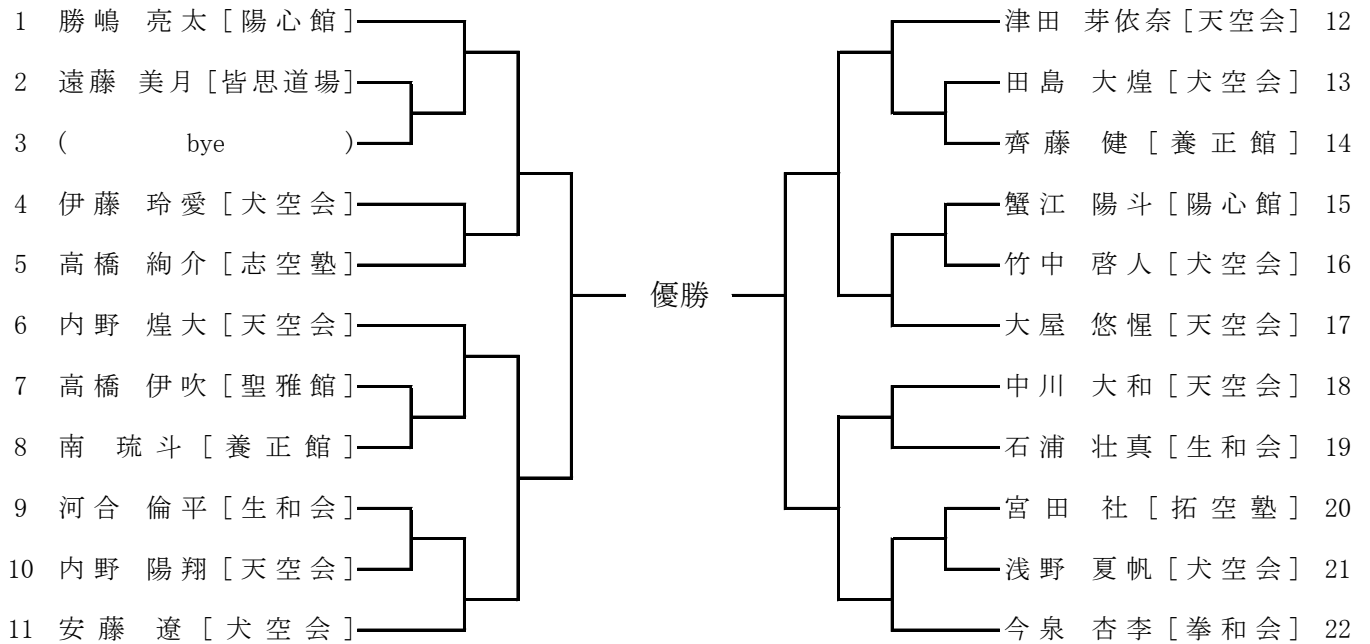 1 勝嶋 亮太 [陽心館]
2 遠藤 美月 [皆思道場]
3 ( bye )
4 伊藤 玲愛 [犬空会]
5 高橋 絢介 [志空塾]
6 内野 煌大 [天空会]
7 高橋 伊吹 [聖雅館]
8 南 琉斗 [養正館]
9 河合 倫平 [生和会]
10 内野 陽翔 [天空会]
11 安藤 遼 [犬空会]
優勝
津田 芽依奈 [天空会] 12
田島 大煌 [犬空会] 13
齊藤 健 [養正館] 14
蟹江 陽斗 [陽心館] 15
竹中 啓人 [犬空会] 16
大屋 悠惺 [天空会] 17
中川 大和 [天空会] 18
石浦 壮真 [生和会] 19
宮田 社 [拓空塾] 20
浅野 夏帆 [犬空会] 21
今泉 杏李 [拳和会] 22